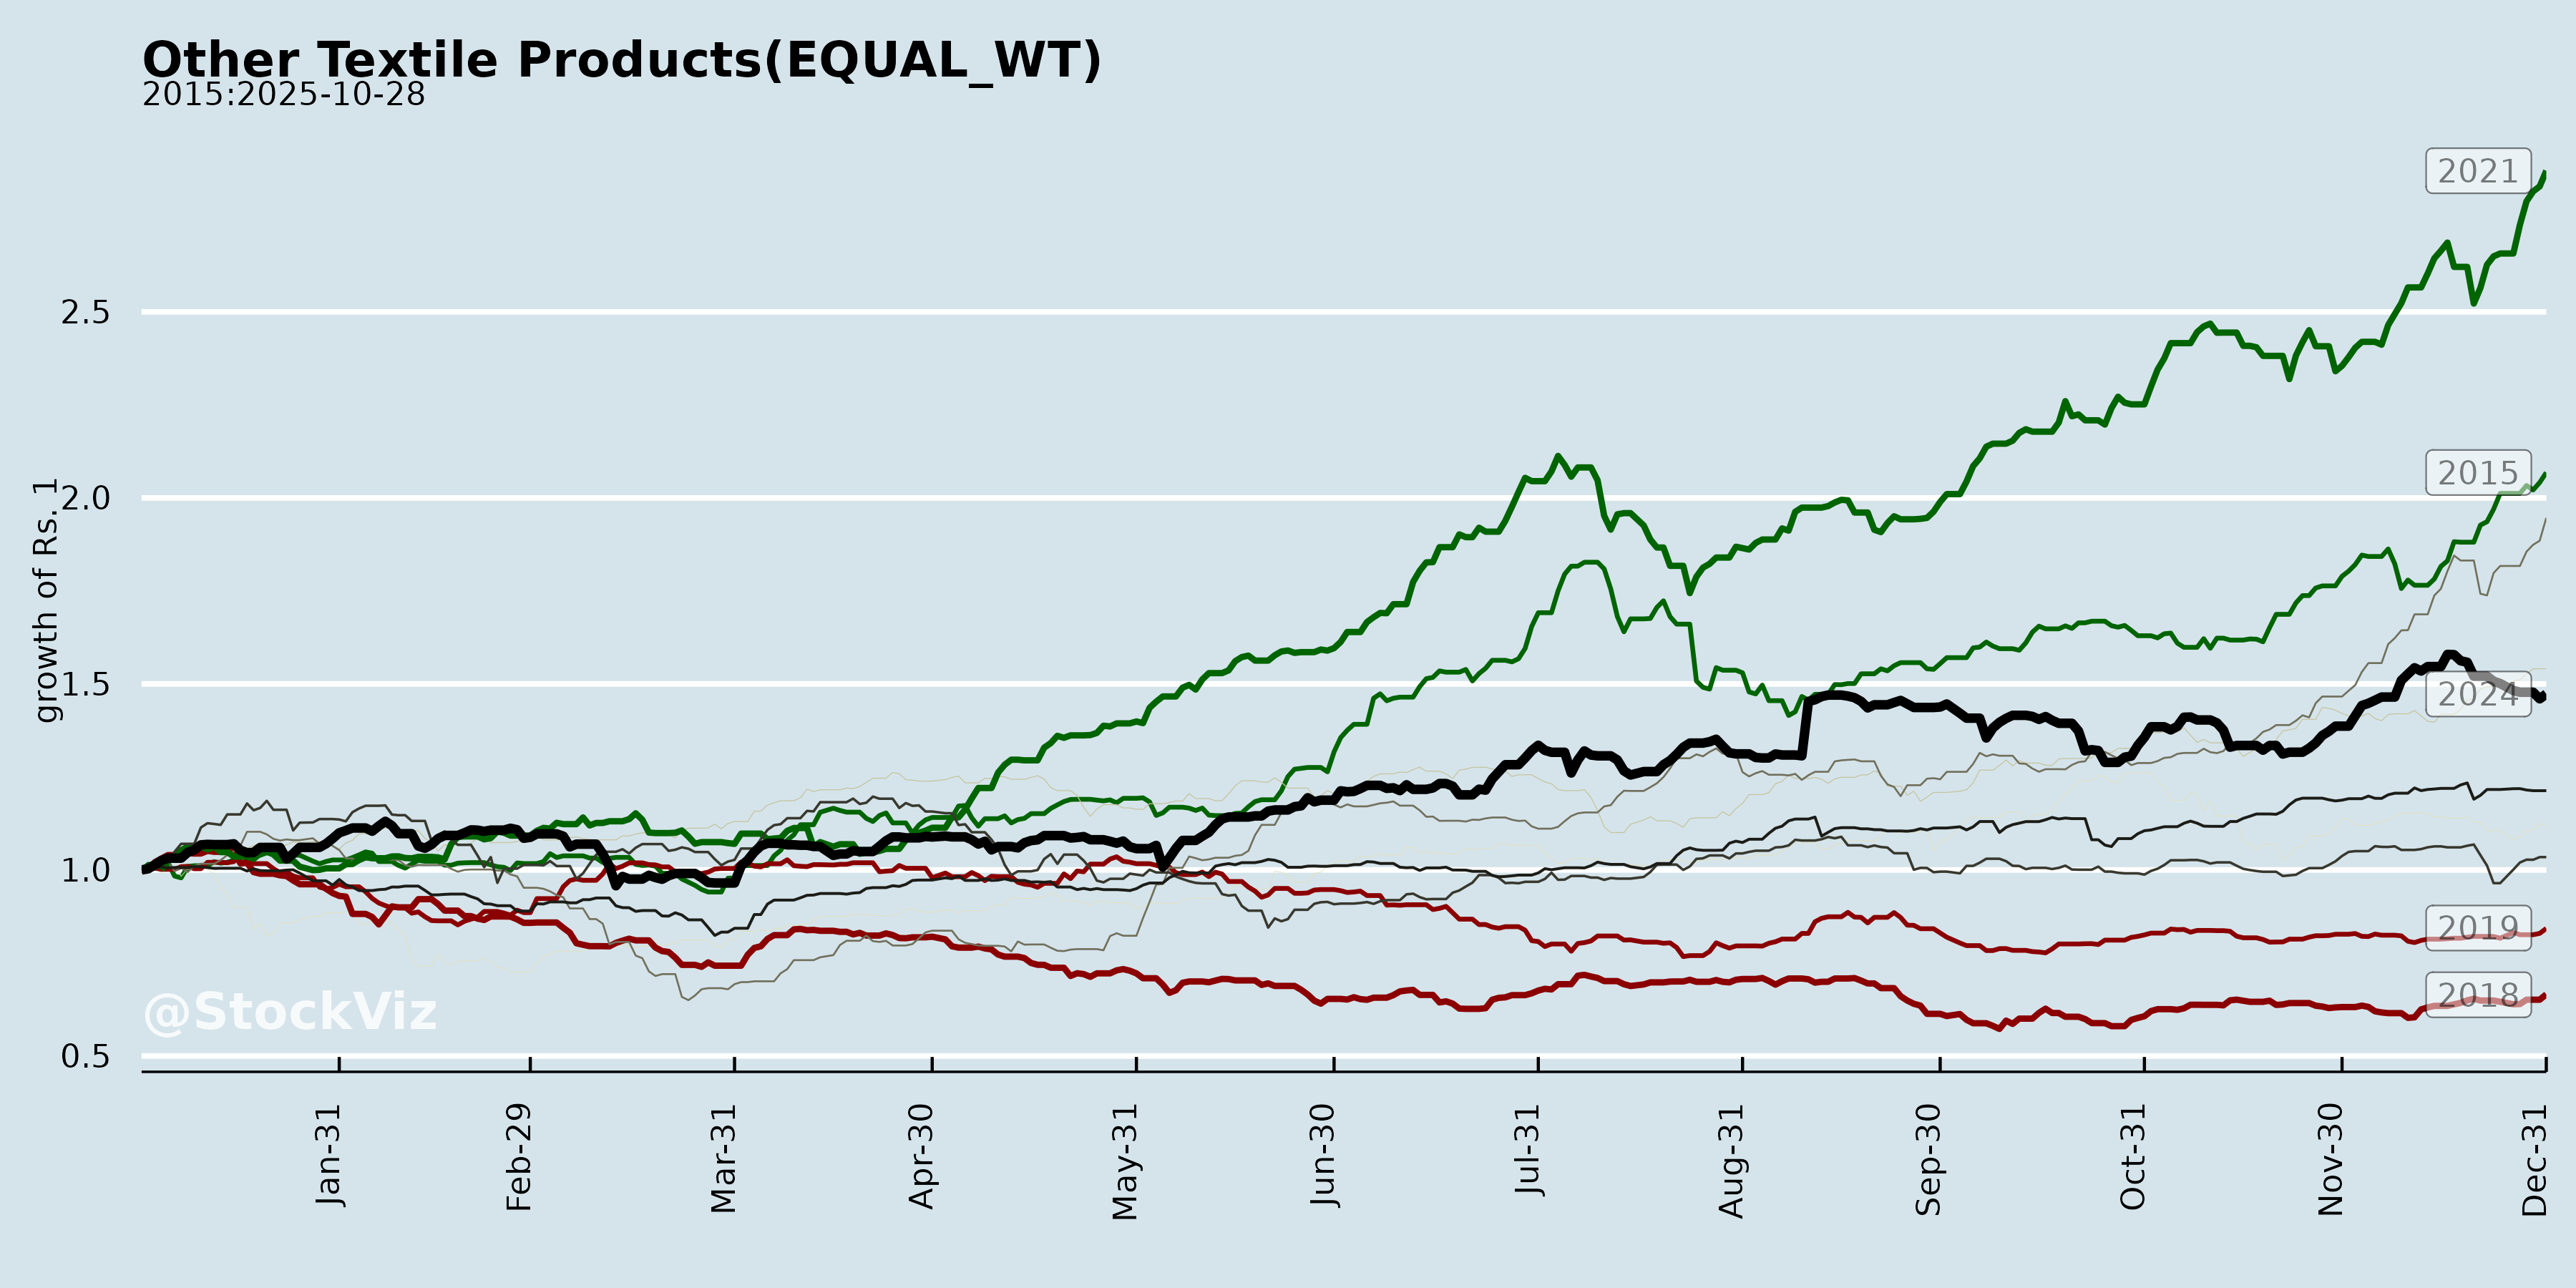 Other Textile Products(EQUAL_WT)
2015:2025-10-28
growth of Rs. 1
2.5
2.0
1.5
1.0
0.5
2021
2015
2024
2019
2018
@StockViz
Jan-31
Feb-29
Mar-31
Apr-30
May-31
Jun-30
Jul-31
Aug-31
Sep-30
Oct-31
Nov-30
Dec-31